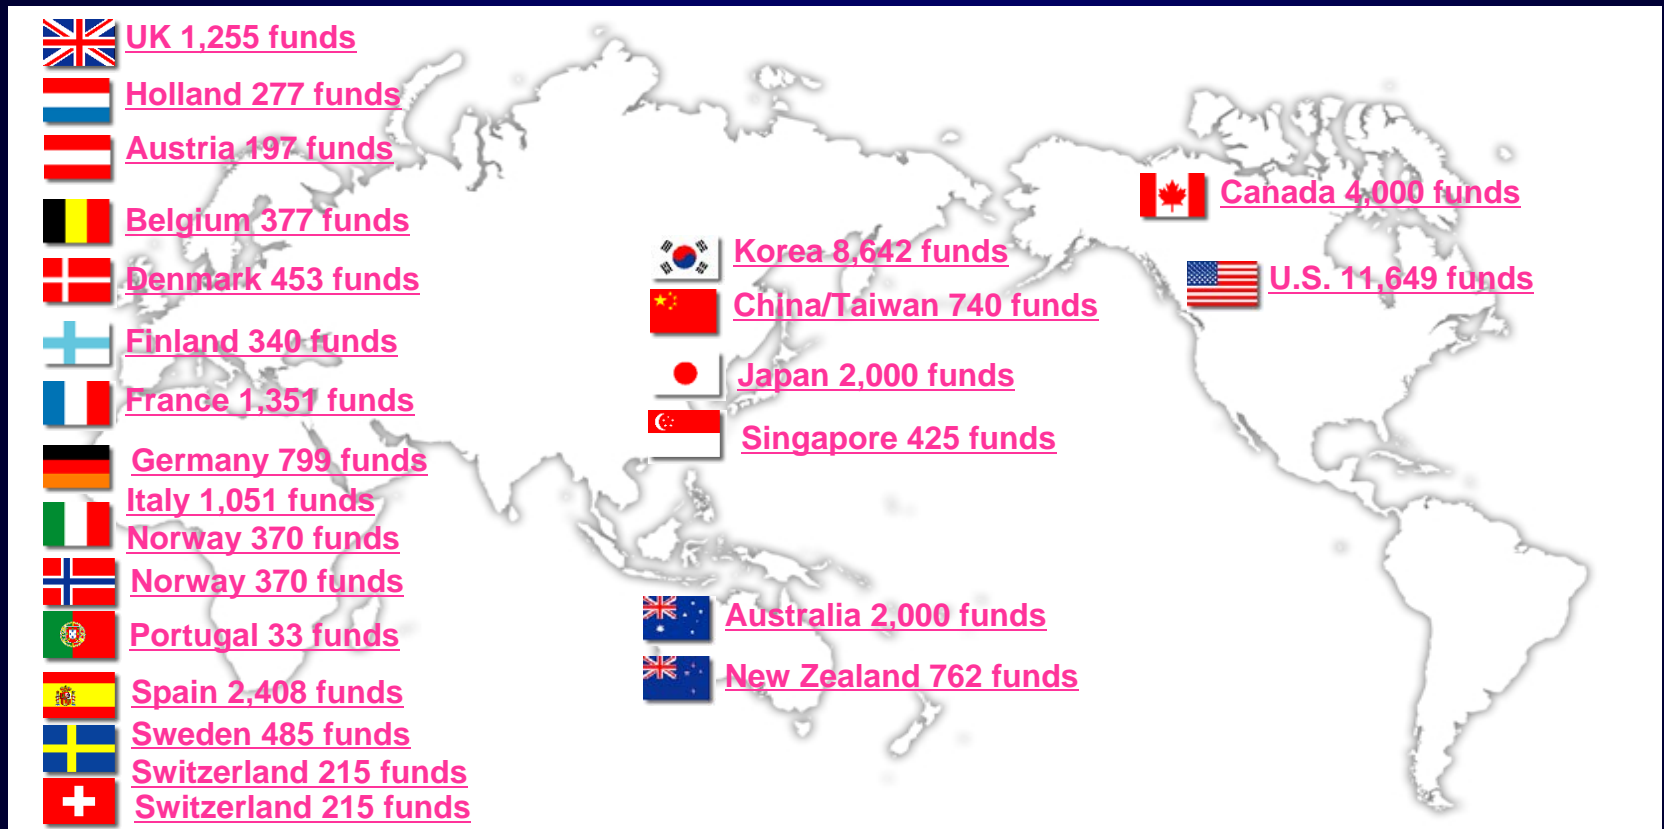 UK 1,255 funds
Holland 277 funds
Austria 197 funds
Belgium 377 funds
Denmark 453 funds
Finland 340 funds
France 1,351 funds
Germany 799 funds
Italy 1,051 funds
Norway 370 funds
Norway 370 funds
Portugal 33 funds
Spain 2,408 funds
Sweden 485 funds
Switzerland 215 funds
Switzerland 215 funds
Korea 8,642 funds
China/Taiwan 740 funds
Japan 2,000 funds
Singapore 425 funds
Australia 2,000 funds
New Zealand 762 funds
Canada 4,000 funds
U.S. 11,649 funds